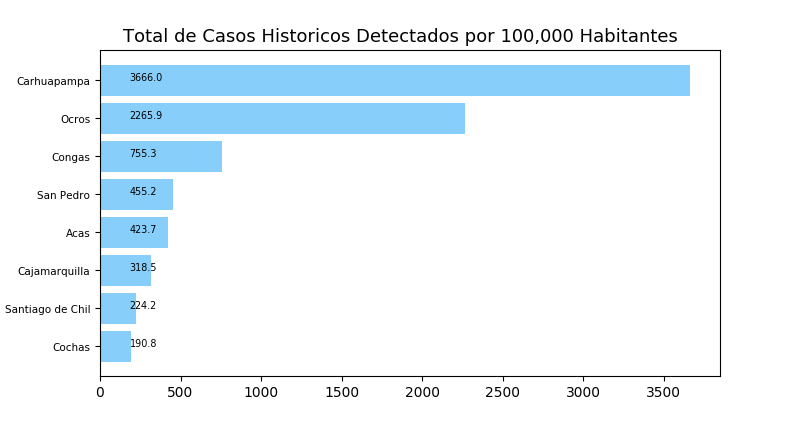 Total de Casos Historicos Detectados por 100,000 Habitantes
Carhuapampa 3666.0
Ocros 2265.9
Congas 755.3
San Pedro 455.2
Acas 423.7
Cajamarquilla 318.5
Santiago de Chil 224.2
Cochas 190.8
0 500 1000 1500 2000 2500 3000 3500